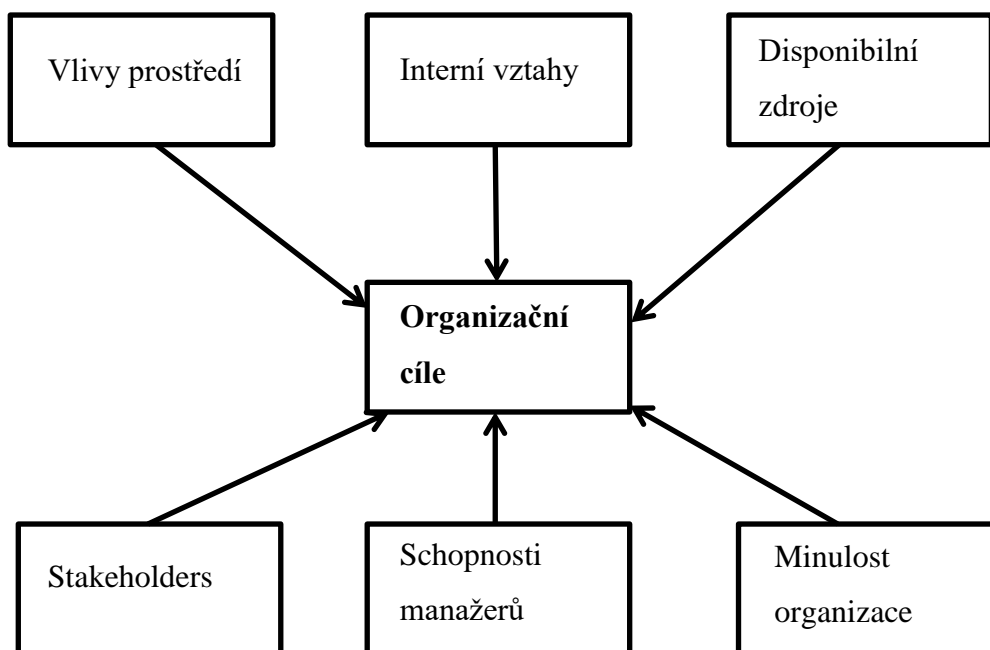 Vlivy prostředí
Interní vztahy
Disponibilní
zdroje
Organizační
cíle
Stakeholders
Schopnosti
manažerů
Minulost
organizace